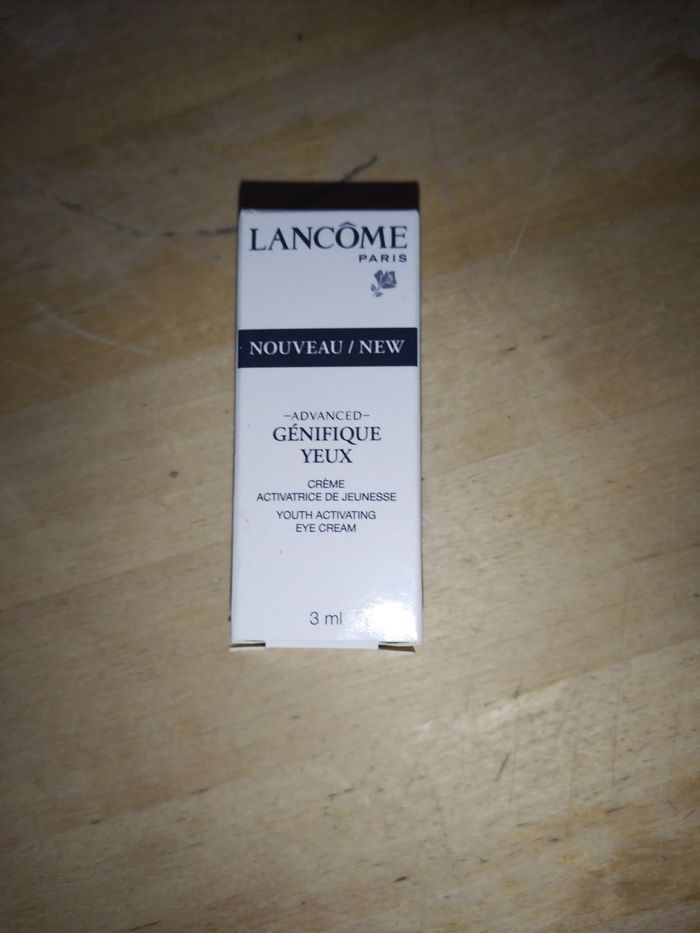 LANCÔME
PARIS
NOUVEAU / NEW
–ADVANCED–
GÉNIFIQUE
YEUX
CRÈME
ACTIVATRICE DE JEUNESSE
YOUTH ACTIVATING
EYE CREAM
3 ml